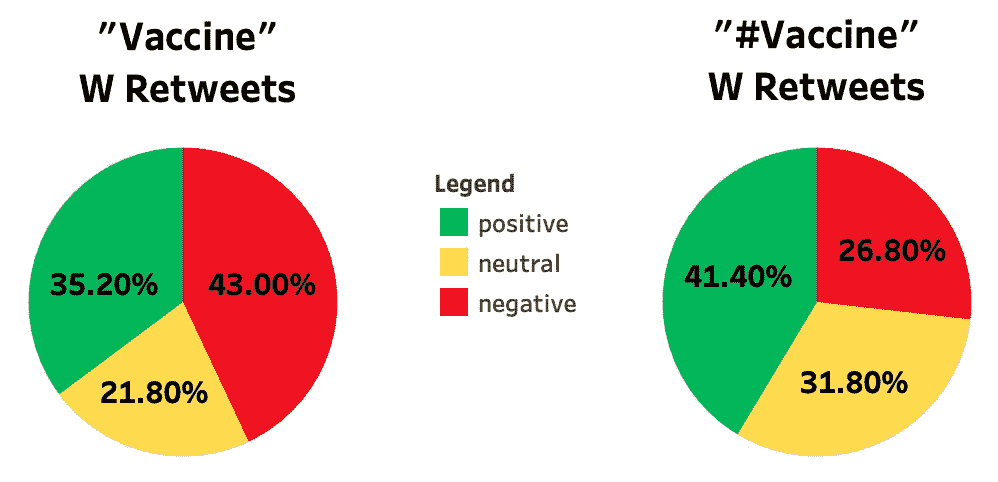 ”Vaccine”
W Retweets
35.20%
43.00%
21.80%
Legend
positive
neutral
negative
”#Vaccine”
W Retweets
26.80%
41.40%
31.80%